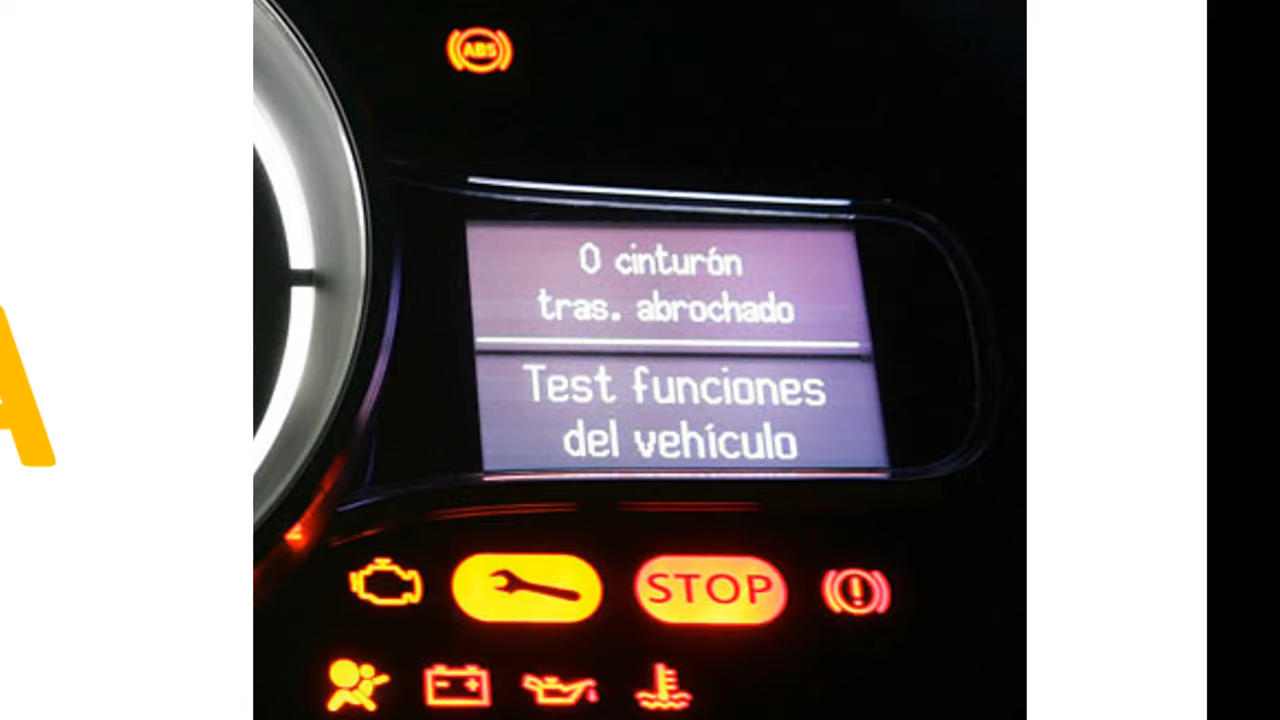 ABS
0 cinturón
tras. abrochado
Test funciones
del vehículo
STOP
A